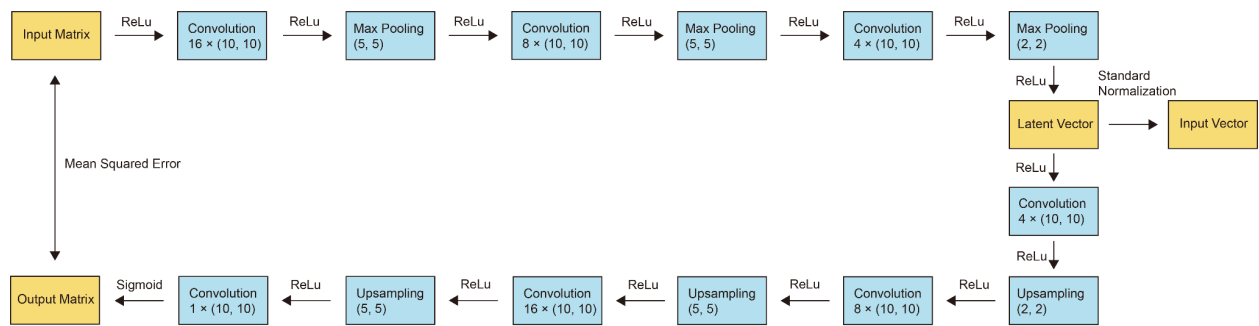 ReLu
ReLu
ReLu
ReLu
ReLu
ReLu
Input Matrix
Convolution
16 × (10, 10)
Max Pooling
(5, 5)
Convolution
8 × (10, 10)
Max Pooling
(5, 5)
Convolution
4 × (10, 10)
Max Pooling
(2, 2)
ReLu
Standard
Normalization
Latent Vector
Input Vector
Mean Squared Error
ReLu
Convolution
4 × (10, 10)
ReLu
Output Matrix
Sigmoid
Convolution
1 × (10, 10)
ReLu
Upsampling
(5, 5)
ReLu
Convolution
16 × (10, 10)
ReLu
Upsampling
(5, 5)
ReLu
Convolution
8 × (10, 10)
ReLu
Upsampling
(2, 2)